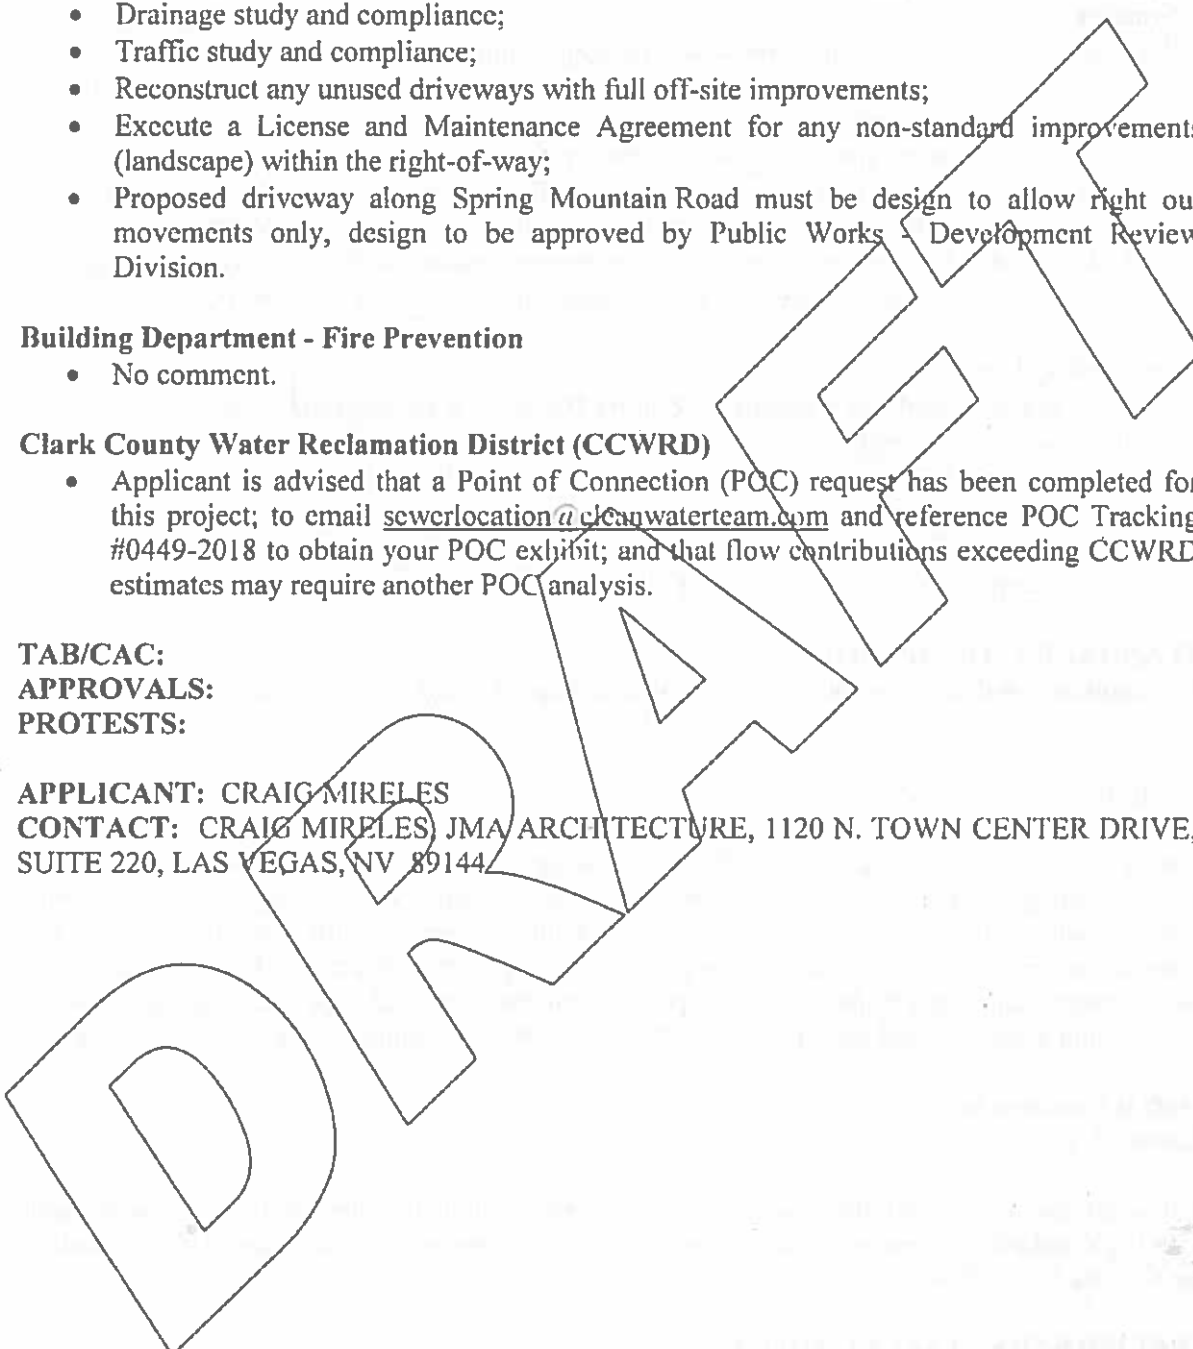 • Drainage study and compliance;
• Traffic study and compliance;
• Reconstruct any unused driveways with full off-site improvements;
• Execute a License and Maintenance Agreement for any non-standard improvements
(landscape) within the right-of-way;
• Proposed driveway along Spring Mountain Road must be design to allow right ou
movements only, design to be approved by Public Works - Development Review
Division.
Building Department - Fire Prevention
• No comment.
Clark County Water Reclamation District (CCWRD)
• Applicant is advised that a Point of Connection (POC) request has been completed for
this project; to email sewerlocation@cleanwaterteam.com and reference POC Tracking
#0449-2018 to obtain your POC exhibit; and that flow contributions exceeding CCWRD
estimates may require another POC analysis.
TAB/CAC:
APPROVALS:
PROTESTS:
APPLICANT: CRAIG MIRELES
CONTACT: CRAIG MIRELES, JMA ARCHITECTURE, 1120 N. TOWN CENTER DRIVE,
SUITE 220, LAS VEGAS, NV 89144
DRAFT